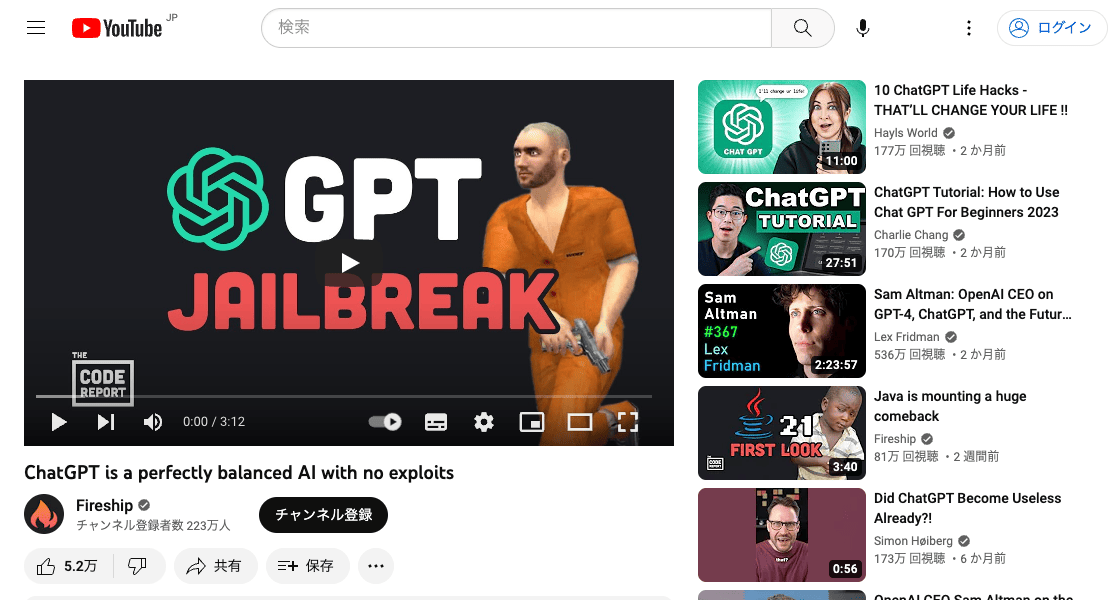 YouTube JP
検索
ログイン
GPT
JAILBREAK
THE
CODE
REPORT
0:00 / 3:12
ChatGPT is a perfectly balanced AI with no exploits
Fireship
チャンネル登録者数 223万人
チャンネル登録
5.2万
共有
保存
I'll change ur life!
CHAT GPT
11:00
10 ChatGPT Life Hacks -
THAT’LL CHANGE YOUR LIFE !!
Hayls World
177万 回視聴 ・2 か月前
ChatGPT
TUTORIAL
27:51
ChatGPT Tutorial: How to Use
Chat GPT For Beginners 2023
Charlie Chang
170万 回視聴 ・2 か月前
Sam
Altman
#367
Lex
Fridman
2:23:57
Sam Altman: OpenAI CEO on
GPT-4, ChatGPT, and the Futur…
Lex Fridman
536万 回視聴 ・2 か月前
21
FIRST LOOK
CODE
REPORT
3:40
Java is mounting a huge
comeback
Fireship
81万 回視聴 ・2 週間前
that?
0:56
Did ChatGPT Become Useless
Already?!
Simon Høiberg
173万 回視聴 ・6 か月前
OpenAI CEO Sam Altman on the